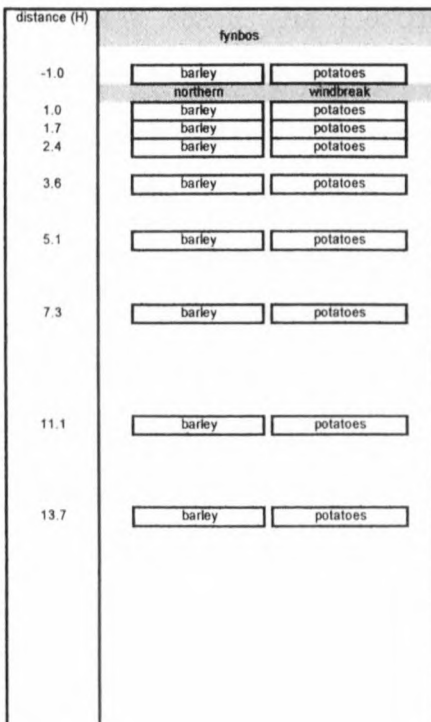 distance (H)
fynbos
-1.0 barley potatoes
northern windbreak
1.0 barley potatoes
1.7 barley potatoes
2.4 barley potatoes
3.6 barley potatoes
5.1 barley potatoes
7.3 barley potatoes
11.1 barley potatoes
13.7 barley potatoes